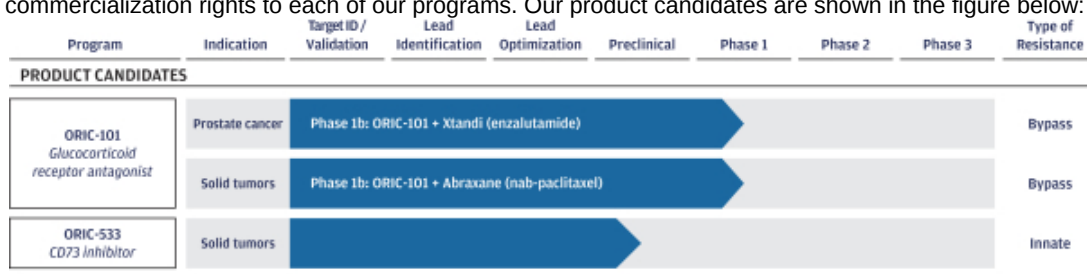 commercialization rights to each of our programs. Our product candidates are shown in the figure below:
Program
Indication
Target ID /
Validation
Lead
Identification
Lead
Optimization
Preclinical
Phase 1
Phase 2
Phase 3
Type of
Resistance
PRODUCT CANDIDATES
ORIC-101
Glucocorticoid
receptor antagonist
Prostate cancer
Phase 1b: ORIC-101 + Xtandi (enzalutamide)
Bypass
Solid tumors
Phase 1b: ORIC-101 + Abraxane (nab-paclitaxel)
Bypass
ORIC-533
CD73 inhibitor
Solid tumors
Innate